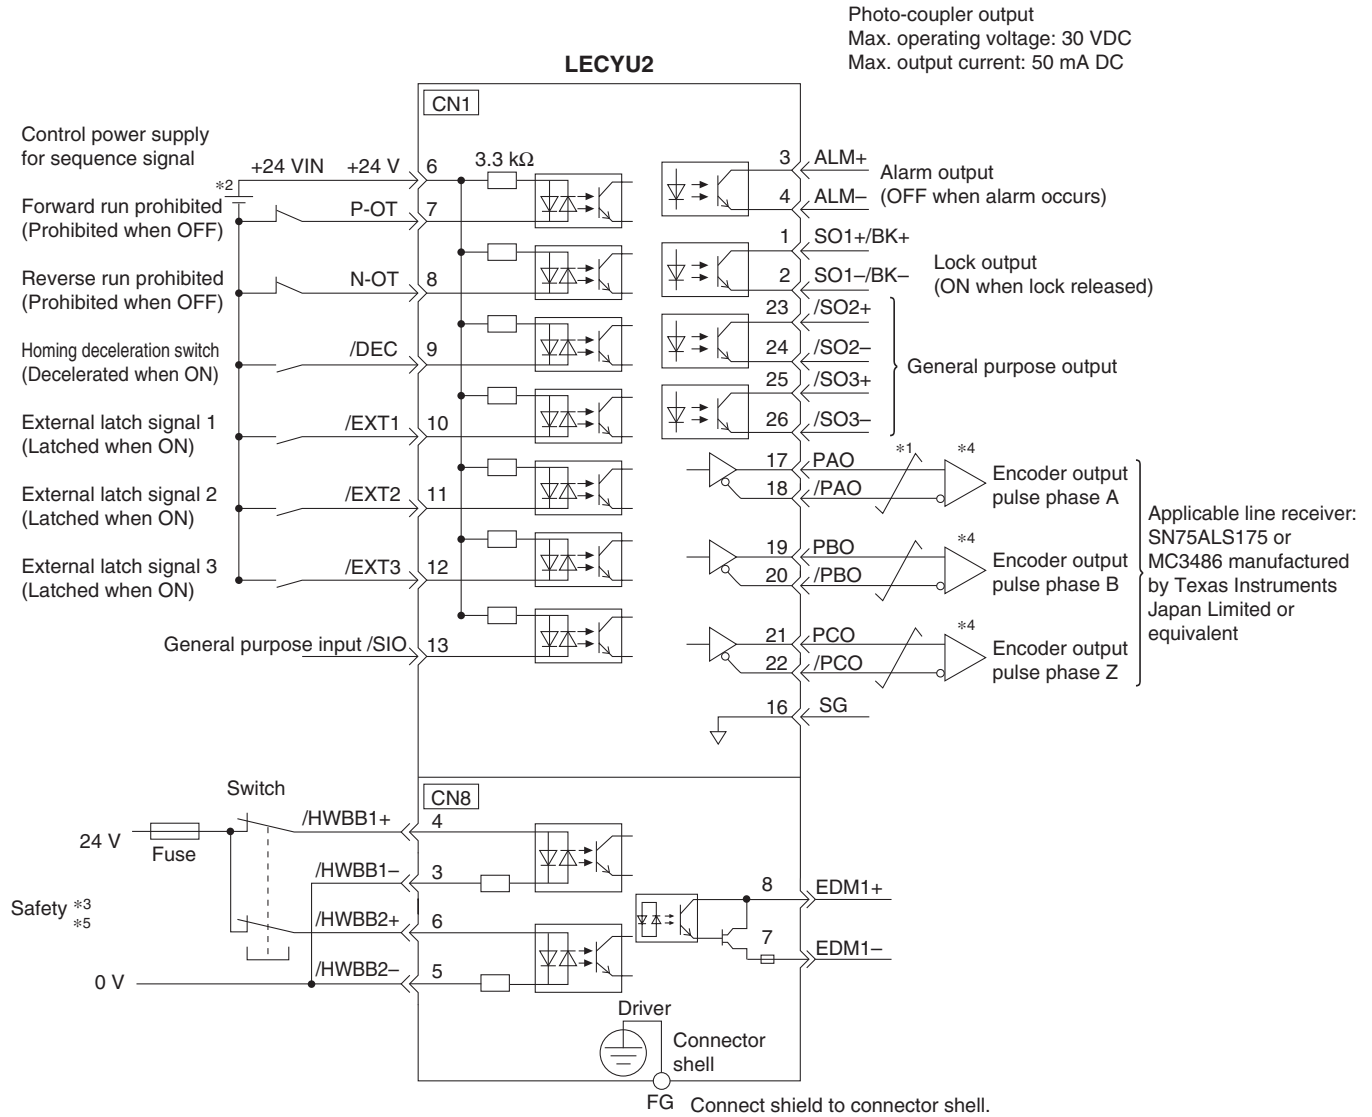 Photo-coupler output
Max. operating voltage: 30 VDC
Max. output current: 50 mA DC
LECYU2
CN1
Control power supply
for sequence signal
+24 VIN
+24 V
6
3.3 kΩ
*2
Forward run prohibited
(Prohibited when OFF)
P-OT
7
Reverse run prohibited
(Prohibited when OFF)
N-OT
8
Homing deceleration switch
(Decelerated when ON)
/DEC
9
External latch signal 1
(Latched when ON)
/EXT1
10
External latch signal 2
(Latched when ON)
/EXT2
11
External latch signal 3
(Latched when ON)
/EXT3
12
General purpose input /SIO
13
3
ALM+
4
ALM–
Alarm output
(OFF when alarm occurs)
1
SO1+/BK+
2
SO1–/BK–
Lock output
(ON when lock released)
23
/SO2+
24
/SO2–
25
/SO3+
26
/SO3–
General purpose output
*1
*4
17
PAO
18
/PAO
Encoder output
pulse phase A
*4
19
PBO
20
/PBO
Encoder output
pulse phase B
*4
21
PCO
22
/PCO
Encoder output
pulse phase Z
Applicable line receiver:
SN75ALS175 or
MC3486 manufactured
by Texas Instruments
Japan Limited or
equivalent
16
SG
CN8
Switch
24 V
Fuse
/HWBB1+
4
/HWBB1–
3
Safety *3
*5
/HWBB2+
6
/HWBB2–
5
0 V
8
EDM1+
7
EDM1–
Driver
Connector
shell
FG
Connect shield to connector shell.